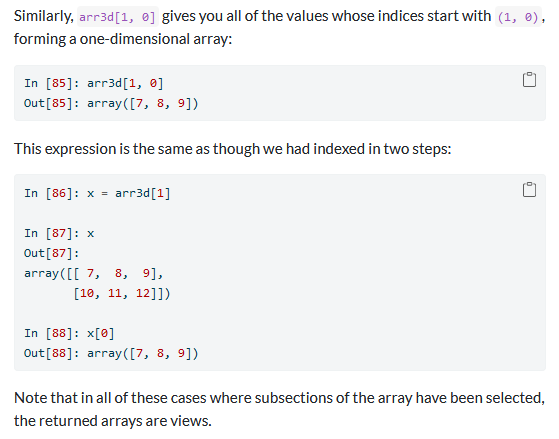 Similarly, arr3d[1, 0] gives you all of the values whose indices start with (1, 0),
forming a one-dimensional array:
In [85]: arr3d[1, 0]
Out[85]: array([7, 8, 9])
This expression is the same as though we had indexed in two steps:
In [86]: x = arr3d[1]
In [87]: x
Out[87]:
array([[ 7,  8,  9],
       [10, 11, 12]])
In [88]: x[0]
Out[88]: array([7, 8, 9])
Note that in all of these cases where subsections of the array have been selected,
the returned arrays are views.